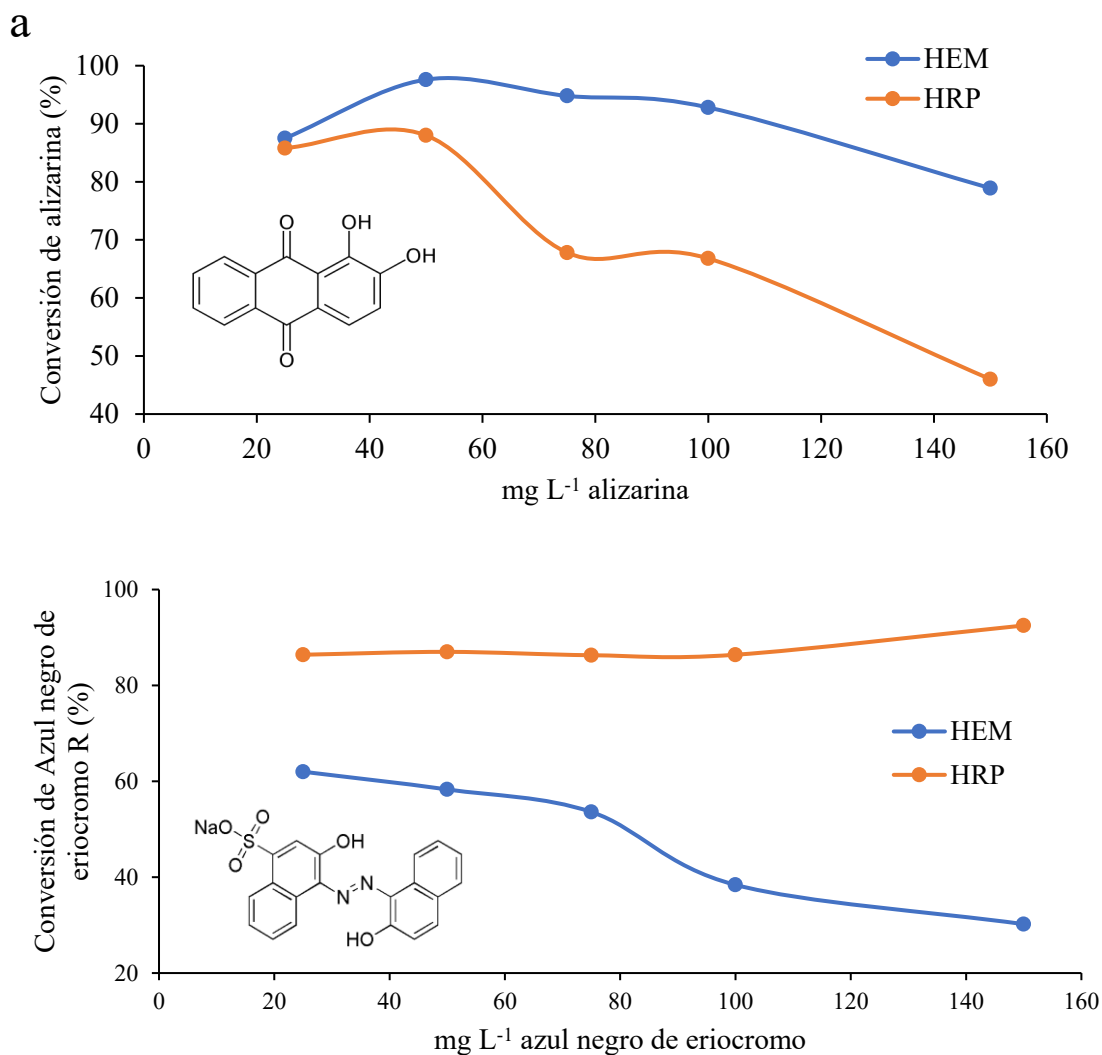 a
HEM
HRP
Conversión de alizarina (%)
100
90
80
70
60
50
40
O
OH
OH
O
0
20
40
60
80
100
120
140
160
mg L-1 alizarina
Conversión de Azul negro de
eriocromo R (%)
100
80
60
40
20
HEM
HRP
NaO
O
S
O
OH
N
N
HO
0
20
40
60
80
100
120
140
160
mg L-1 azul negro de eriocromo